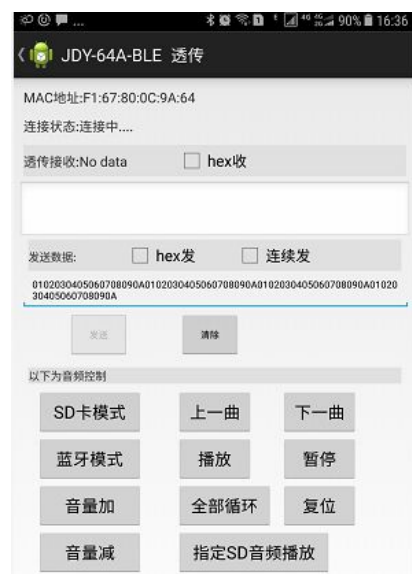 90% 16:36
JDY-64A-BLE 透传
MAC地址:F1:67:80:0C:9A:64
连接状态:连接中....
透传接收:No data hex收
发送数据: hex发 连续发
0102030405060708090A0102030405060708090A0102030405060708090A01020
30405060708090A
发送 清除
以下为音频控制
SD卡模式 上一曲 下一曲
蓝牙模式 播放 暂停
音量加 全部循环 复位
音量减 指定SD音频播放